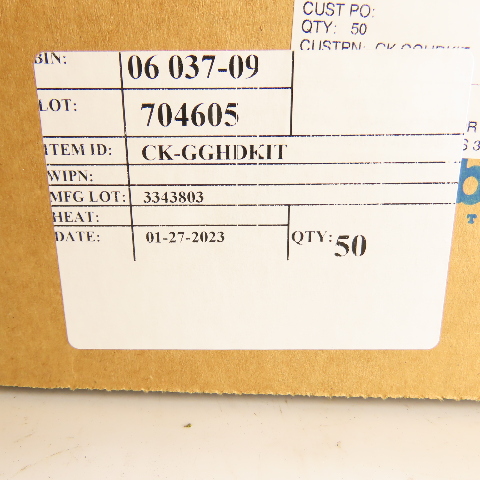 CUST PO:
QTY: 50
BIN: 06 037-09
LOT: 704605
ITEM ID: CK-GGHDKIT
WIPN:
MFG LOT: 3343803
HEAT:
DATE: 01-27-2023
QTY: 50